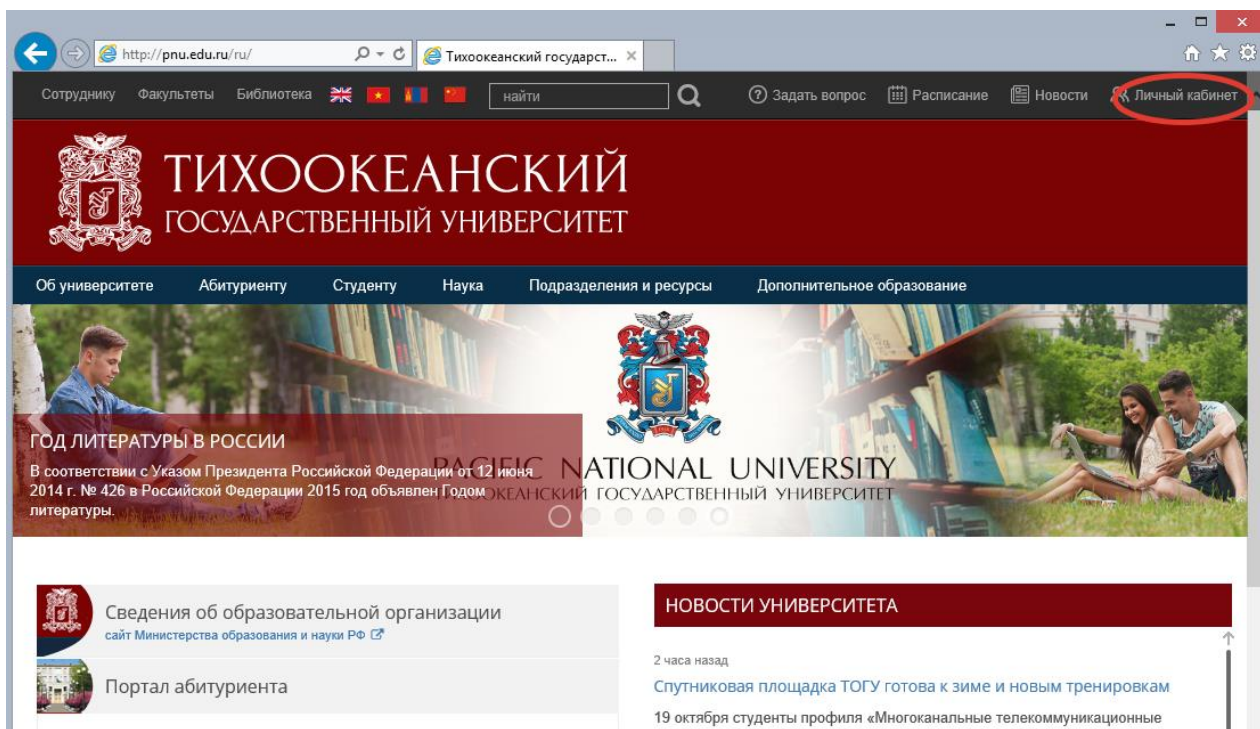 http://pnu.edu.ru/ru/
Тихоокеанский государст...
Сотруднику Факультеты Библиотека найти Задать вопрос Расписание Новости Личный кабинет
ТИХООКЕАНСКИЙ
ГОСУДАРСТВЕННЫЙ УНИВЕРСИТЕТ
Об университете Абитуриенту Студенту Наука Подразделения и ресурсы Дополнительное образование
ГОД ЛИТЕРАТУРЫ В РОССИИ
В соответствии с Указом Президента Российской Федерации от 12 июня
2014 г. № 426 в Российской Федерации 2015 год объявлен Годом
литературы.
PACIFIC NATIONAL UNIVERSITY
ТИХООКЕАНСКИЙ ГОСУДАРСТВЕННЫЙ УНИВЕРСИТЕТ
Сведения об образовательной организации
сайт Министерства образования и науки РФ
Портал абитуриента
НОВОСТИ УНИВЕРСИТЕТА
2 часа назад
Спутниковая площадка ТОГУ готова к зиме и новым тренировкам
19 октября студенты профиля «Многоканальные телекоммуникационные